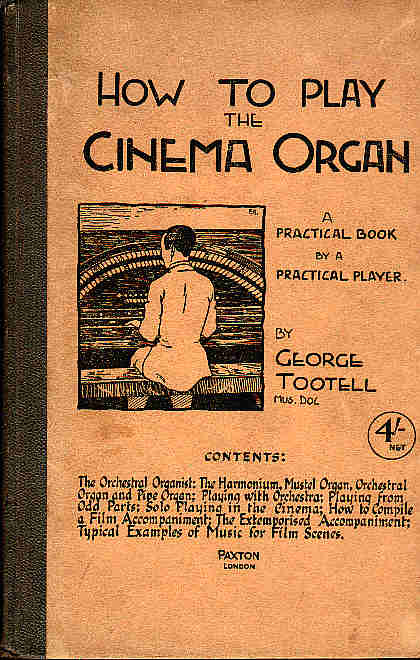 HOW TO PLAY
THE
CINEMA ORGAN
A
PRACTICAL BOOK
BY A
PRACTICAL PLAYER.
BY
GEORGE
TOOTELL
MUS. DOC
4/-
NET
CONTENTS:
The Orchestral Organist: The Harmonium, Mustel Organ, Orchestral
Organ and Pipe Organ; Playing with Orchestra; Playing from
Odd Parts; Solo Playing in the Cinema; How to Compile
a Film Accompaniment; The Extemporised Accompaniment;
Typical Examples of Music for Film Scenes.
PAXTON
LONDON